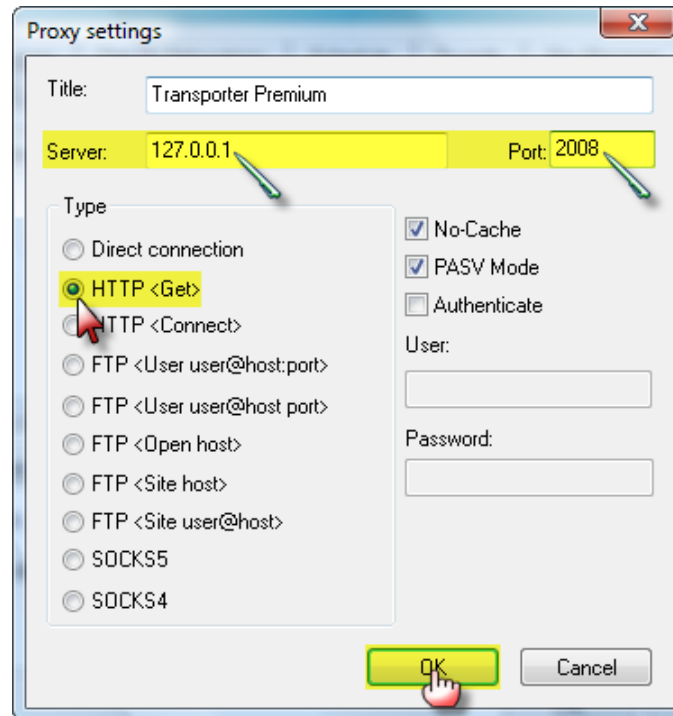 Proxy settings
Title: Transporter Premium
Server: 127.0.0.1 Port: 2008
Type
Direct connection
HTTP <Get>
HTTP <Connect>
FTP <User user@host:port>
FTP <User user@host port>
FTP <Open host>
FTP <Site host>
FTP <Site user@host>
SOCKS5
SOCKS4
No-Cache
PASV Mode
Authenticate
User:
Password:
OK Cancel